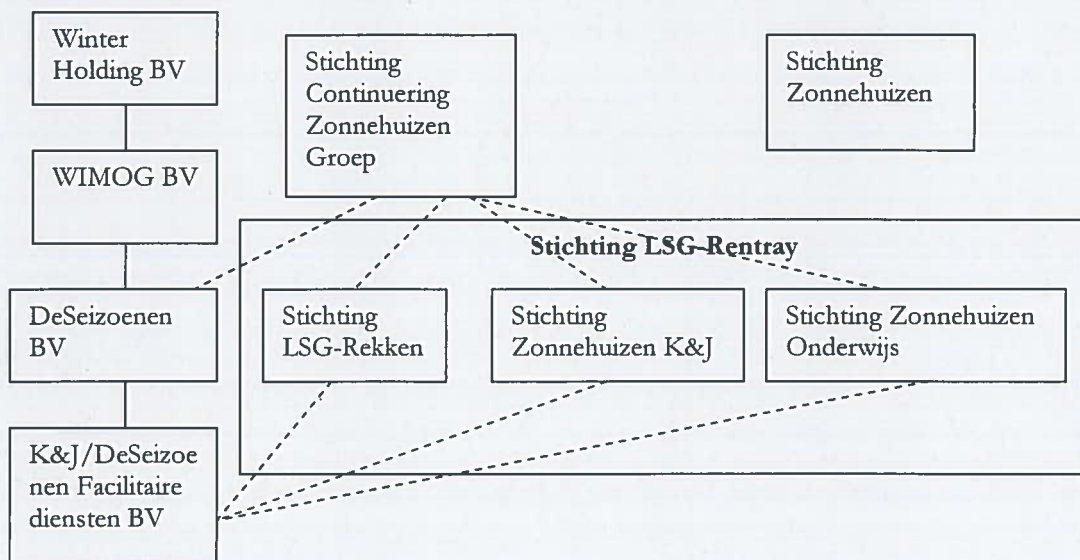 Winter
Holding BV
Stichting
Continuering
Zonnehuizen
Groep
Stichting
Zonnehuizen
WIMOG BV
Stichting LSG-Rentray
DeSeizoenen
BV
Stichting
LSG-Rekken
Stichting
Zonnehuizen K&J
Stichting Zonnehuizen
Onderwijs
K&J/DeSeizoe
nen Facilitaire
diensten BV